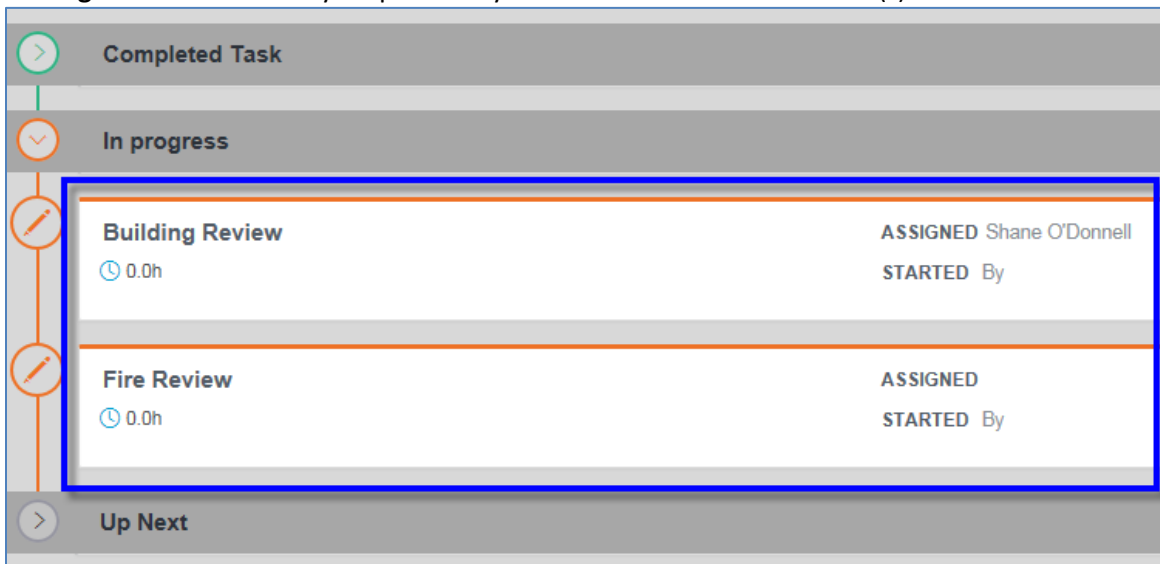 Completed Task
In progress
Building Review
ASSIGNED Shane O'Donnell
0.0h
STARTED By
Fire Review
ASSIGNED
0.0h
STARTED By
Up Next